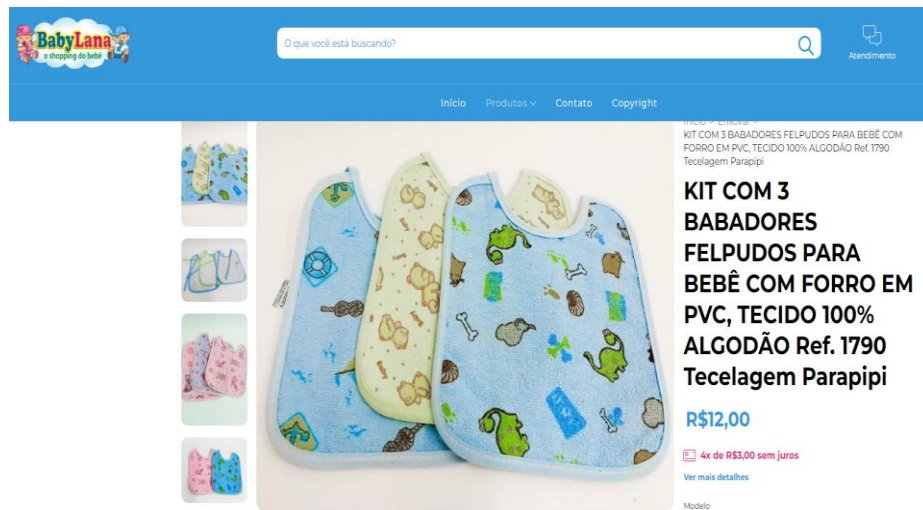 BabyLana
o shopping do bebê
O que você está buscando?
Atendimento
Início
Produtos
Contato
Copyright
Início > Enxoval >
KIT COM 3 BABADORES FELPUDOS PARA BEBÊ COM
FORRO EM PVC, TECIDO 100% ALGODÃO Ref. 1790
Tecelagem Parapipi
KIT COM 3
BABADORES
FELPUDOS PARA
BEBÊ COM FORRO EM
PVC, TECIDO 100%
ALGODÃO Ref. 1790
Tecelagem Parapipi
R$12,00
4x de R$3,00 sem juros
Ver mais detalhes
Modelo